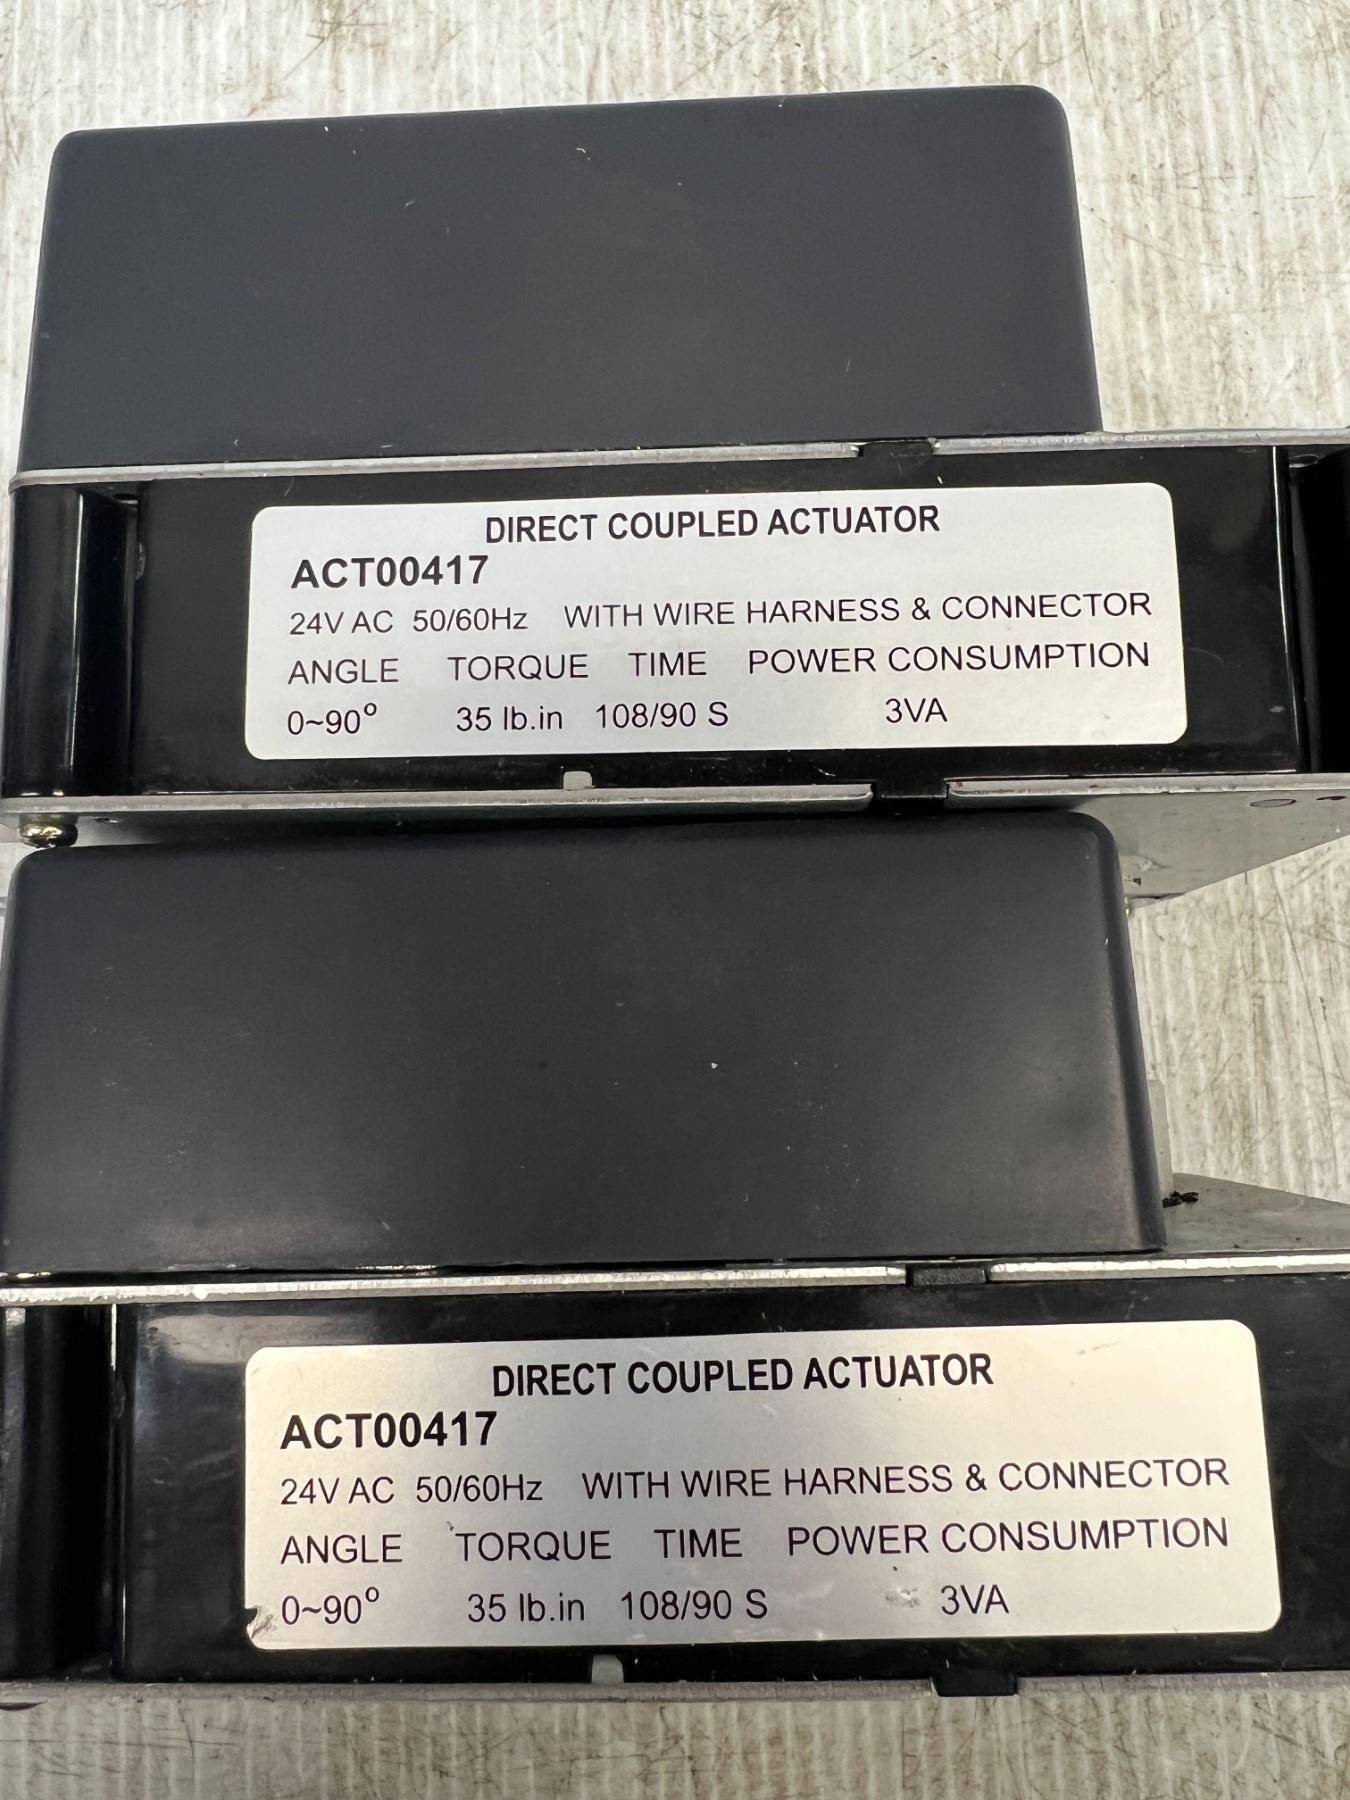 DIRECT COUPLED ACTUATOR
ACT00417
24V AC 50/60Hz WITH WIRE HARNESS & CONNECTOR
ANGLE TORQUE TIME POWER CONSUMPTION
0~90° 35 lb.in 108/90 S 3VA
DIRECT COUPLED ACTUATOR
ACT00417
24V AC 50/60Hz WITH WIRE HARNESS & CONNECTOR
ANGLE TORQUE TIME POWER CONSUMPTION
0~90° 35 lb.in 108/90 S 3VA